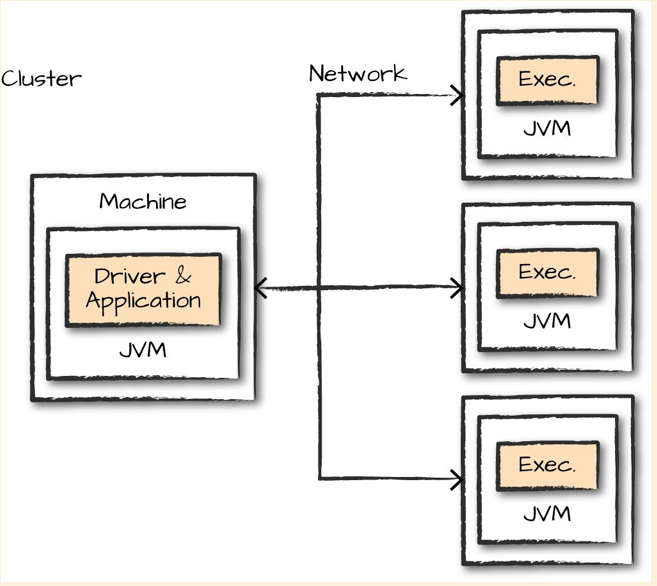 Cluster
Network
Machine
Driver &
Application
JVM
Exec.
JVM
Exec.
JVM
Exec.
JVM